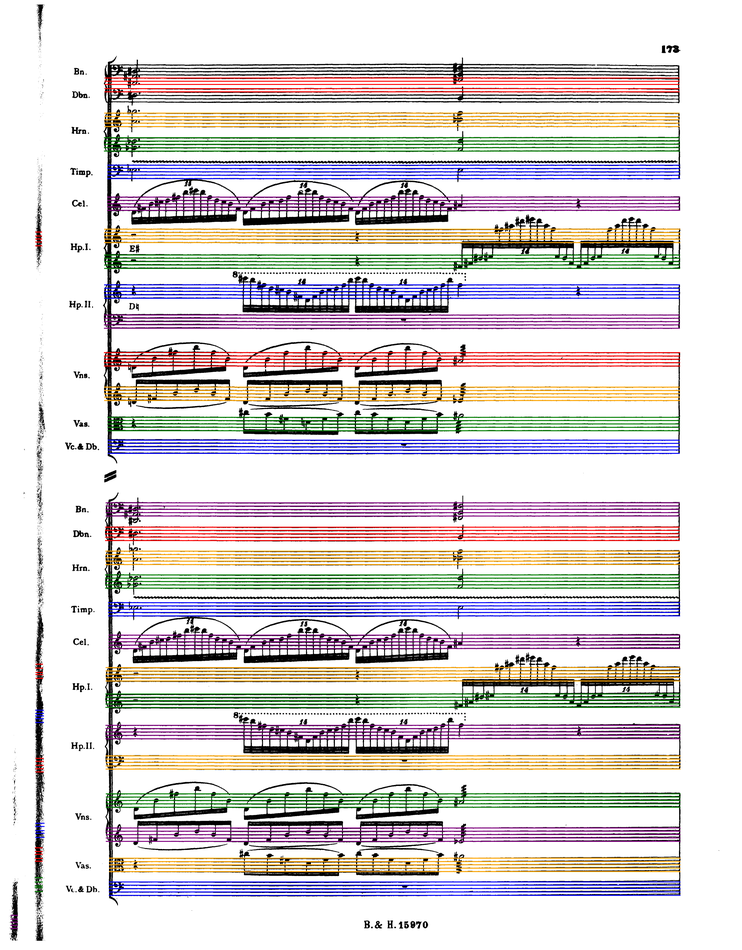 173
Bn.
Dbn.
Hrn.
Timp.
Cel.
14
14
14
Hp.I.
E♯
14
14
Hp.II.
D♮
8
14
14
Vns.
Vas.
Vc. & Db.
Bn.
Dbn.
Hrn.
Timp.
Cel.
14
14
14
Hp.I.
14
14
Hp.II.
8
14
14
Vns.
Vas.
Vc. & Db.
B. & H. 15970